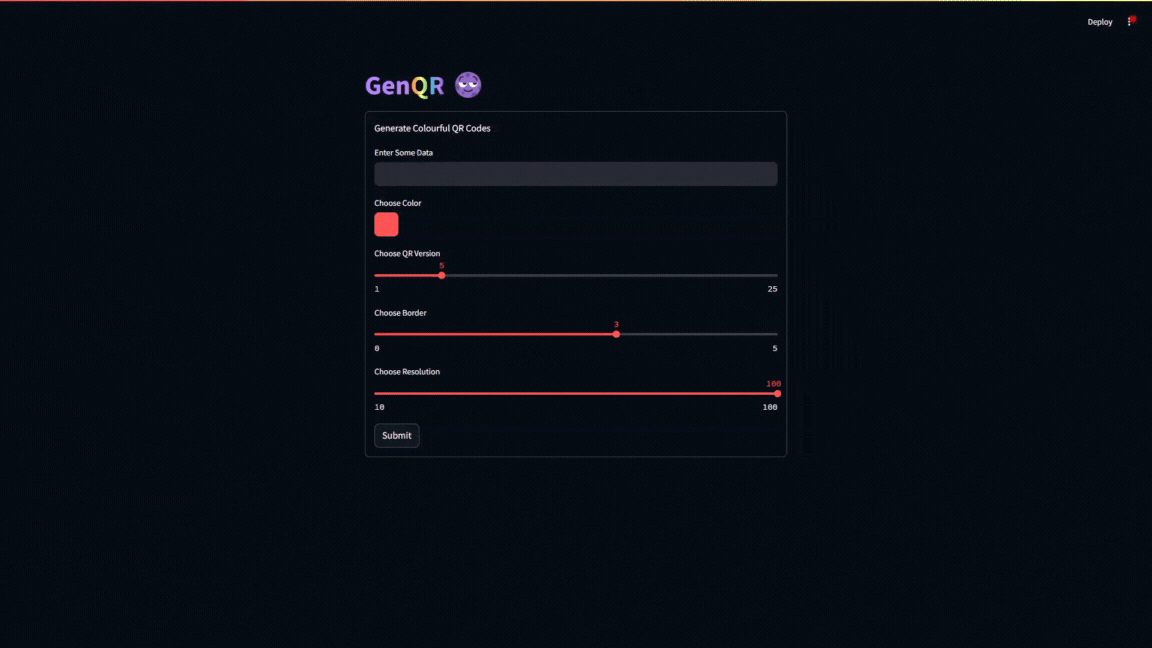 Deploy
GenQR
Generate Colourful QR Codes
Enter Some Data
Choose Color
Choose QR Version
5
1 25
Choose Border
3
0 5
Choose Resolution
100
10 100
Submit